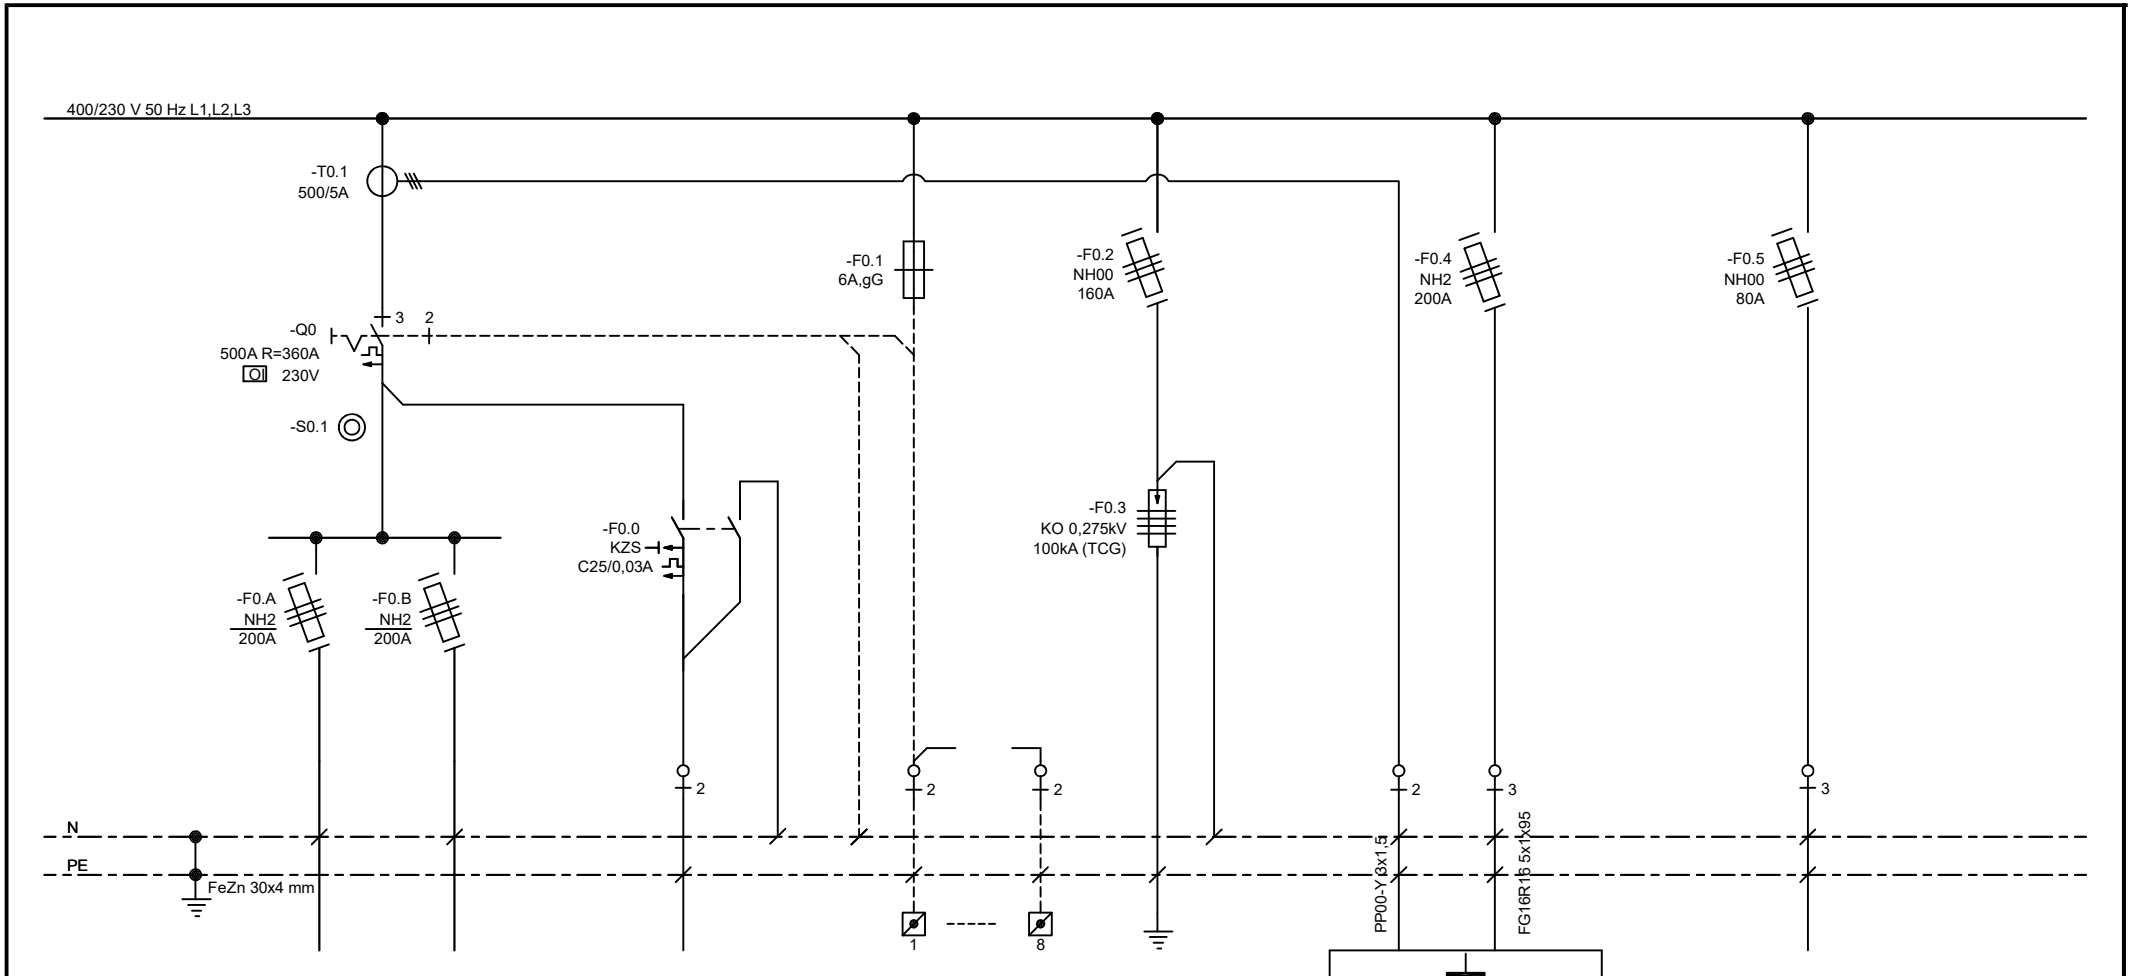 400/230 V 50 Hz L1,L2,L3
-T0.1
500/5A
-F0.1
6A,gG
-F0.2
NH00
160A
-F0.4
NH2
200A
-F0.5
NH00
80A
3 2
-Q0
500A R=360A
OI 230V
-S0.1
-F0.0
KZS
C25/0,03A
-F0.3
KO 0,275kV
100kA (TCG)
-F0.A
NH2
200A
-F0.B
NH2
200A
2
2
2
2
3
3
N
PE
FeZn 30x4 mm
PP00-Y 3x1,5
FG16R16 5x1x95
1
8